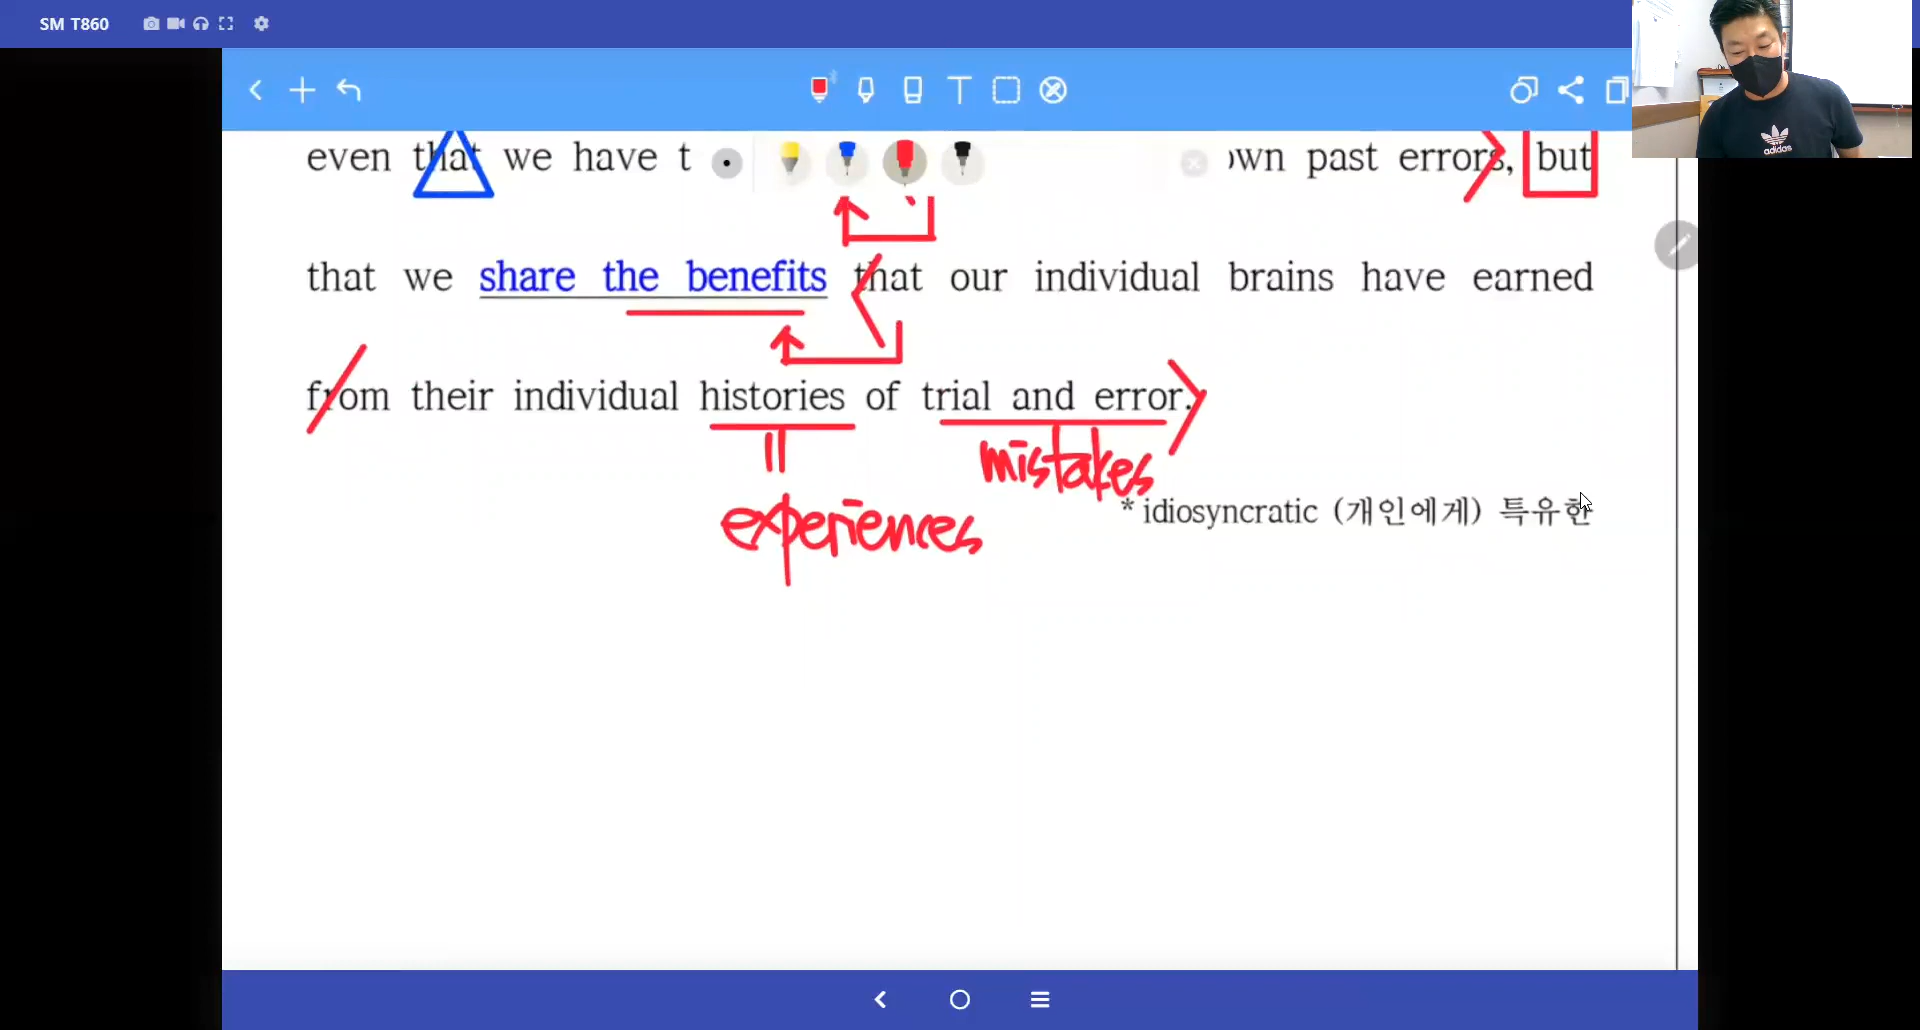 SM T860
even that we have t own past errors, but
that we share the benefits that our individual brains have earned
from their individual histories of trial and error.
mistakes
experiences
* idiosyncratic (개인에게) 특유한
adidas